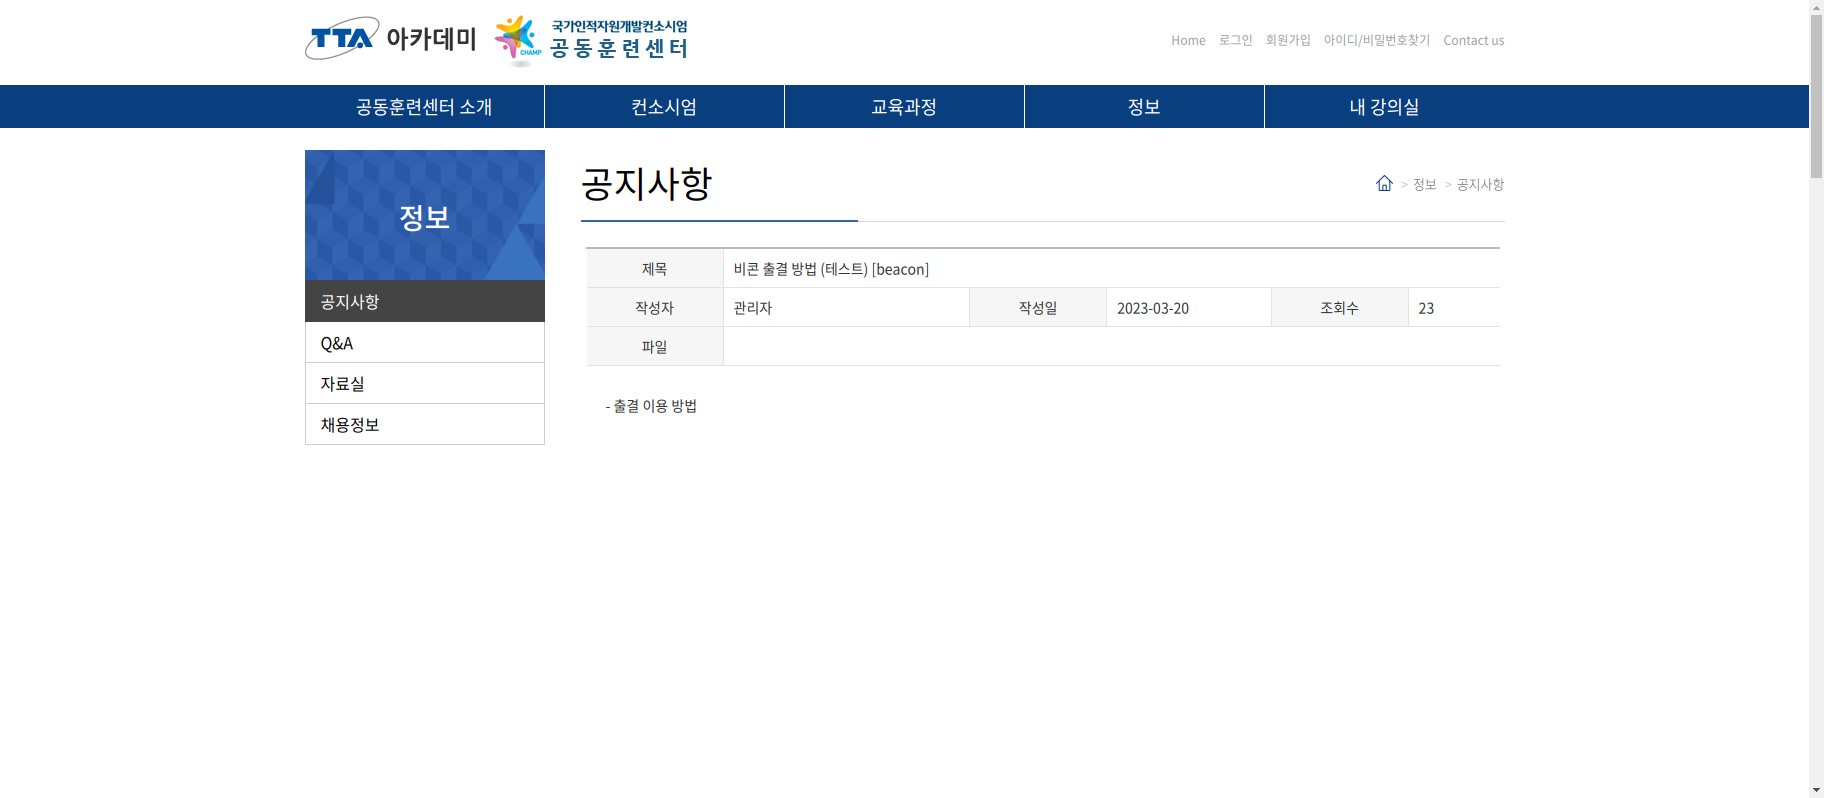 TTA 아카데미
CHAMP
국가인적자원개발컨소시엄
공동훈련센터
Home 로그인 회원가입 아이디/비밀번호찾기 Contact us
공동훈련센터 소개 컨소시엄 교육과정 정보 내 강의실
정보
공지사항
Q&A
자료실
채용정보
공지사항
> 정보 > 공지사항
제목 비콘 출결 방법 (테스트) [beacon]
작성자 관리자 작성일 2023-03-20 조회수 23
파일
- 출결 이용 방법